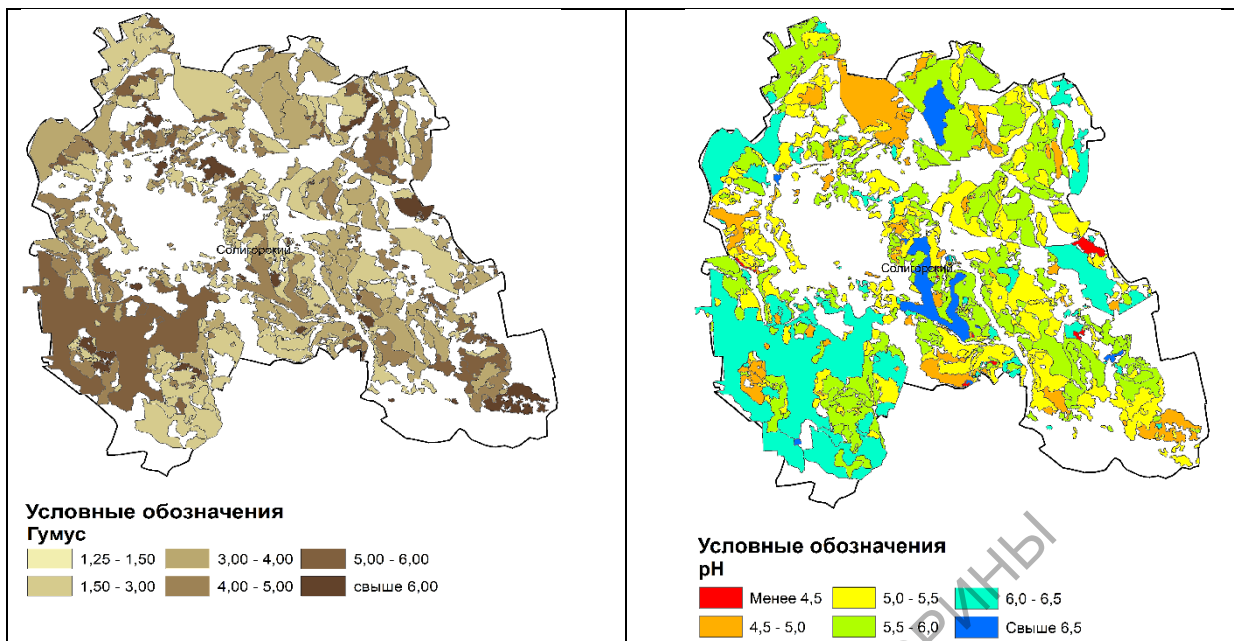 Солигорский
Условные обозначения
Гумус
1,25 - 1,50
3,00 - 4,00
5,00 - 6,00
1,50 - 3,00
4,00 - 5,00
свыше 6,00
Солигорский
Условные обозначения
pH
Менее 4,5
5,0 - 5,5
6,0 - 6,5
4,5 - 5,0
5,5 - 6,0
Свыше 6,5
РИНЫ